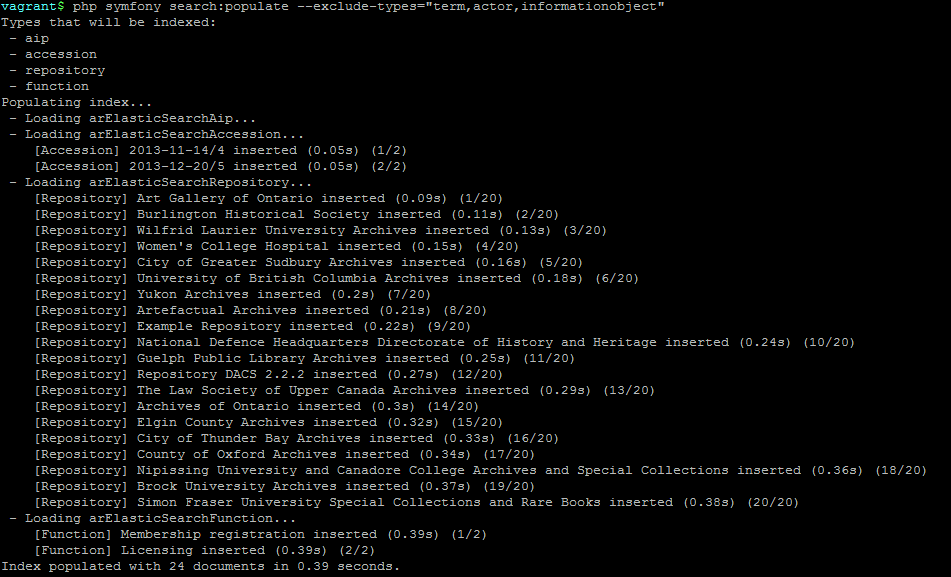 vagrant$ php symfony search:populate --exclude-types="term,actor,informationobject"
Types that will be indexed:
- aip
- accession
- repository
- function
Populating index...
- Loading arElasticSearchAip...
- Loading arElasticSearchAccession...
[Accession] 2013-11-14/4 inserted (0.05s) (1/2)
[Accession] 2013-12-20/5 inserted (0.05s) (2/2)
- Loading arElasticSearchRepository...
[Repository] Art Gallery of Ontario inserted (0.09s) (1/20)
[Repository] Burlington Historical Society inserted (0.11s) (2/20)
[Repository] Wilfrid Laurier University Archives inserted (0.13s) (3/20)
[Repository] Women's College Hospital inserted (0.15s) (4/20)
[Repository] City of Greater Sudbury Archives inserted (0.16s) (5/20)
[Repository] University of British Columbia Archives inserted (0.18s) (6/20)
[Repository] Yukon Archives inserted (0.2s) (7/20)
[Repository] Artefactual Archives inserted (0.21s) (8/20)
[Repository] Example Repository inserted (0.22s) (9/20)
[Repository] National Defence Headquarters Directorate of History and Heritage inserted (0.24s) (10/20)
[Repository] Guelph Public Library Archives inserted (0.25s) (11/20)
[Repository] Repository DACS 2.2.2 inserted (0.27s) (12/20)
[Repository] The Law Society of Upper Canada Archives inserted (0.29s) (13/20)
[Repository] Archives of Ontario inserted (0.3s) (14/20)
[Repository] Elgin County Archives inserted (0.32s) (15/20)
[Repository] City of Thunder Bay Archives inserted (0.33s) (16/20)
[Repository] County of Oxford Archives inserted (0.34s) (17/20)
[Repository] Nipissing University and Canadore College Archives and Special Collections inserted (0.36s) (18/20)
[Repository] Brock University Archives inserted (0.37s) (19/20)
[Repository] Simon Fraser University Special Collections and Rare Books inserted (0.38s) (20/20)
- Loading arElasticSearchFunction...
[Function] Membership registration inserted (0.39s) (1/2)
[Function] Licensing inserted (0.39s) (2/2)
Index populated with 24 documents in 0.39 seconds.